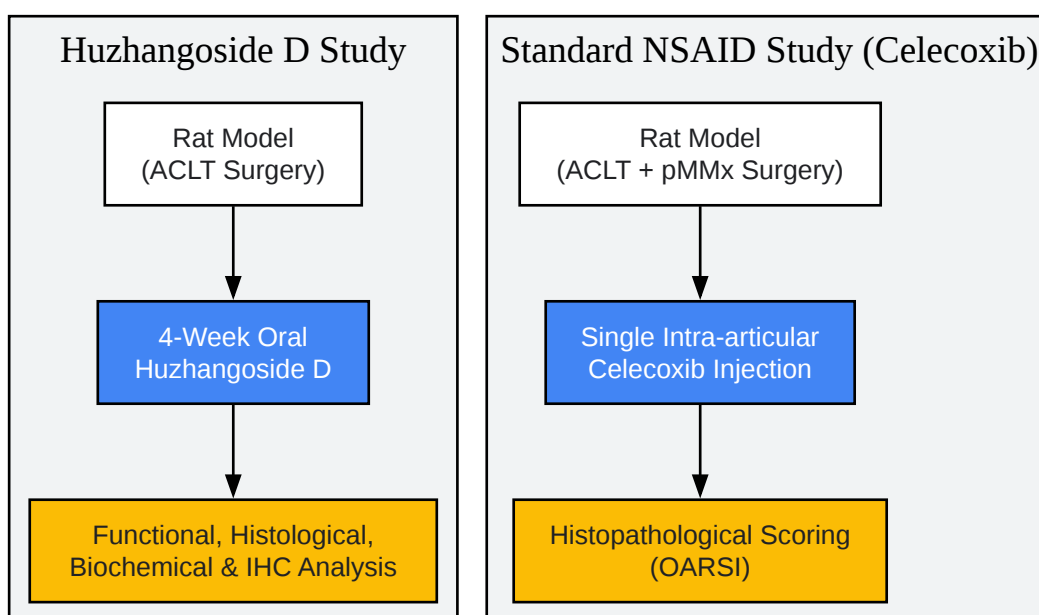 Huzhangoside D Study
Rat Model
(ACLT Surgery)
4-Week Oral
Huzhangoside D
Functional, Histological,
Biochemical & IHC Analysis
Standard NSAID Study (Celecoxib)
Rat Model
(ACLT + pMMx Surgery)
Single Intra-articular
Celecoxib Injection
Histopathological Scoring
(OARSI)